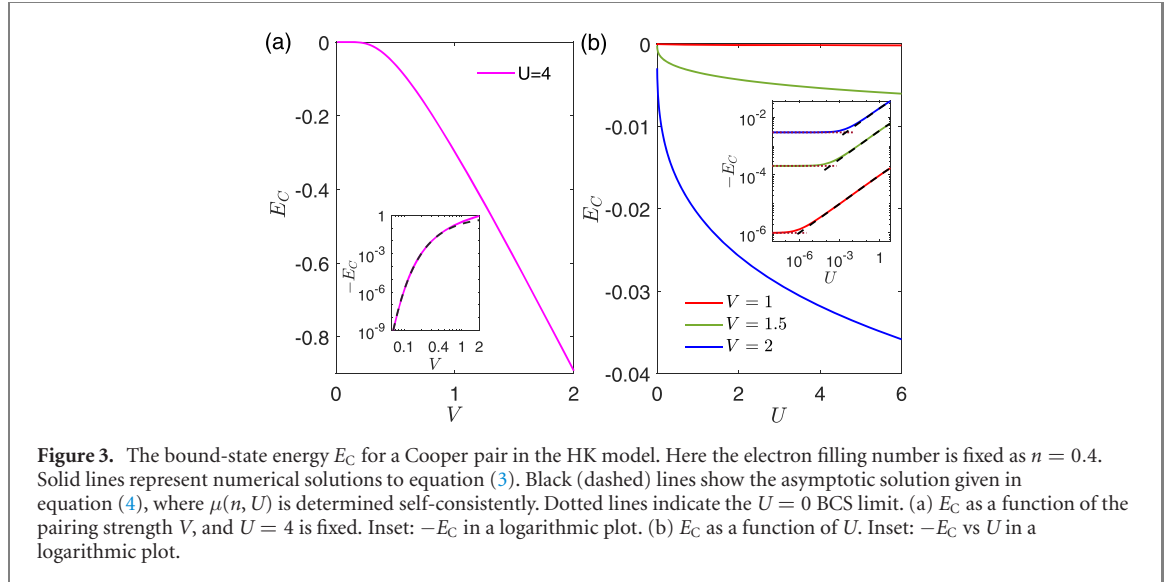 (a)
0
-0.2
-0.4
-0.6
-0.8
E_C
0
1
2
V
U=4
1
10^-3
10^-6
10^-9
−E_C
0.1
0.4
1
2
V
(b)
0
-0.01
-0.02
-0.03
-0.04
E_C
0
2
4
6
U
V = 1
V = 1.5
V = 2
10^-2
10^-4
10^-6
−E_C
10^-6
10^-3
1
U
Figure 3. The bound-state energy E_C for a Cooper pair in the HK model. Here the electron filling number is fixed as n = 0.4.
Solid lines represent numerical solutions to equation (3). Black (dashed) lines show the asymptotic solution given in
equation (4), where μ(n, U) is determined self-consistently. Dotted lines indicate the U = 0 BCS limit. (a) E_C as a function of the
pairing strength V, and U = 4 is fixed. Inset: −E_C in a logarithmic plot. (b) E_C as a function of U. Inset: −E_C vs U in a
logarithmic plot.